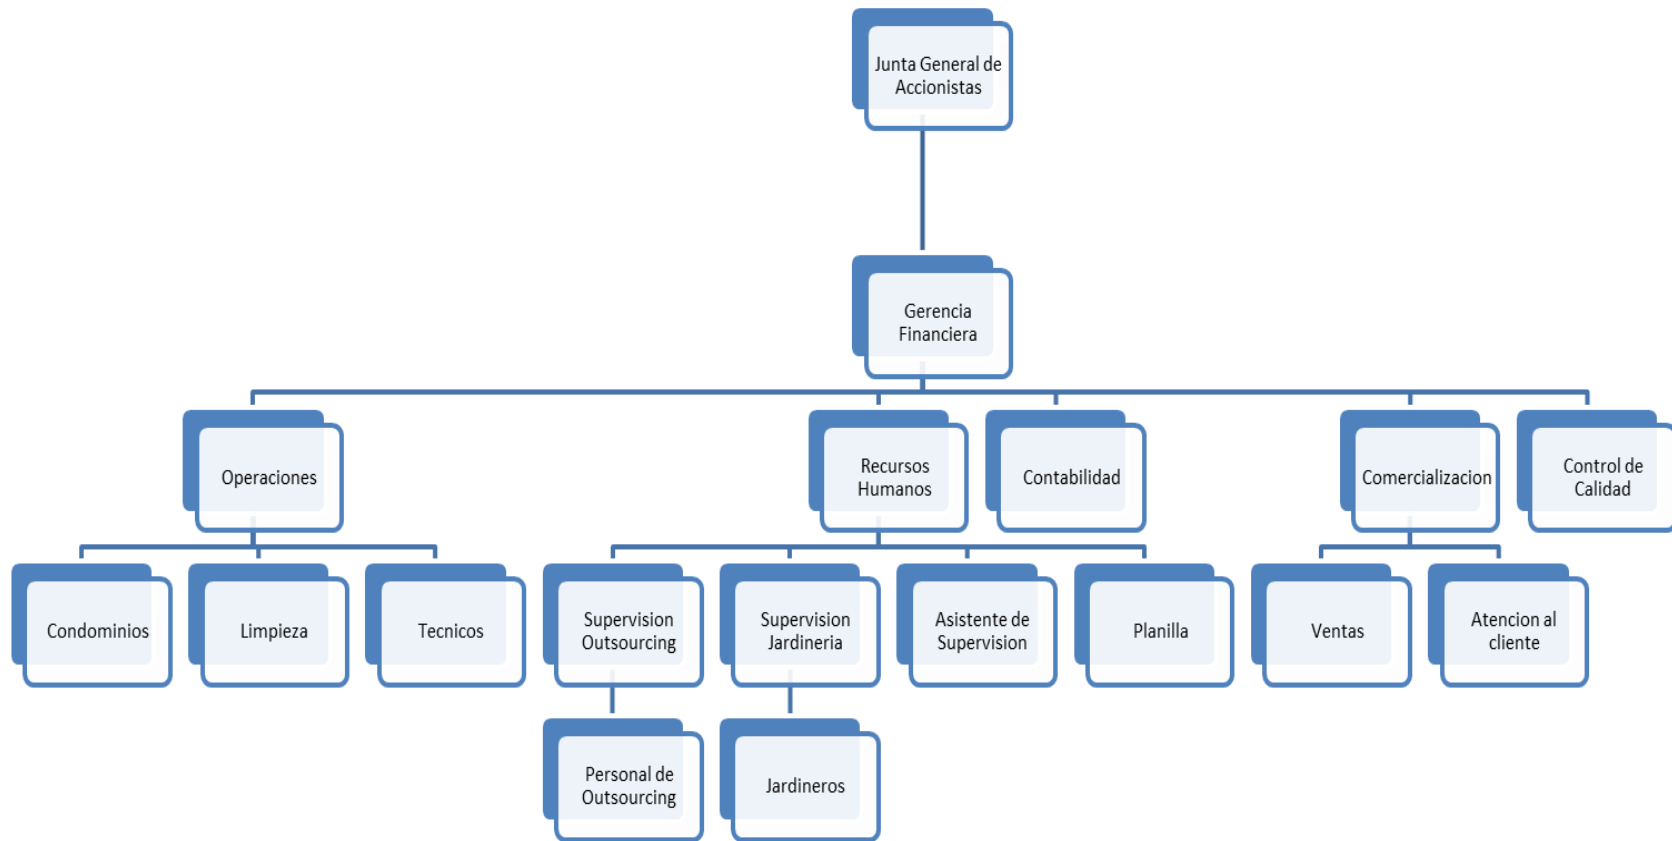 Junta General de
Accionistas
Gerencia
Financiera
Operaciones
Recursos
Humanos
Contabilidad
Comercializacion
Control de
Calidad
Condominios
Limpieza
Tecnicos
Supervision
Outsourcing
Supervision
Jardineria
Asistente de
Supervision
Planilla
Ventas
Atencion al
cliente
Personal de
Outsourcing
Jardineros